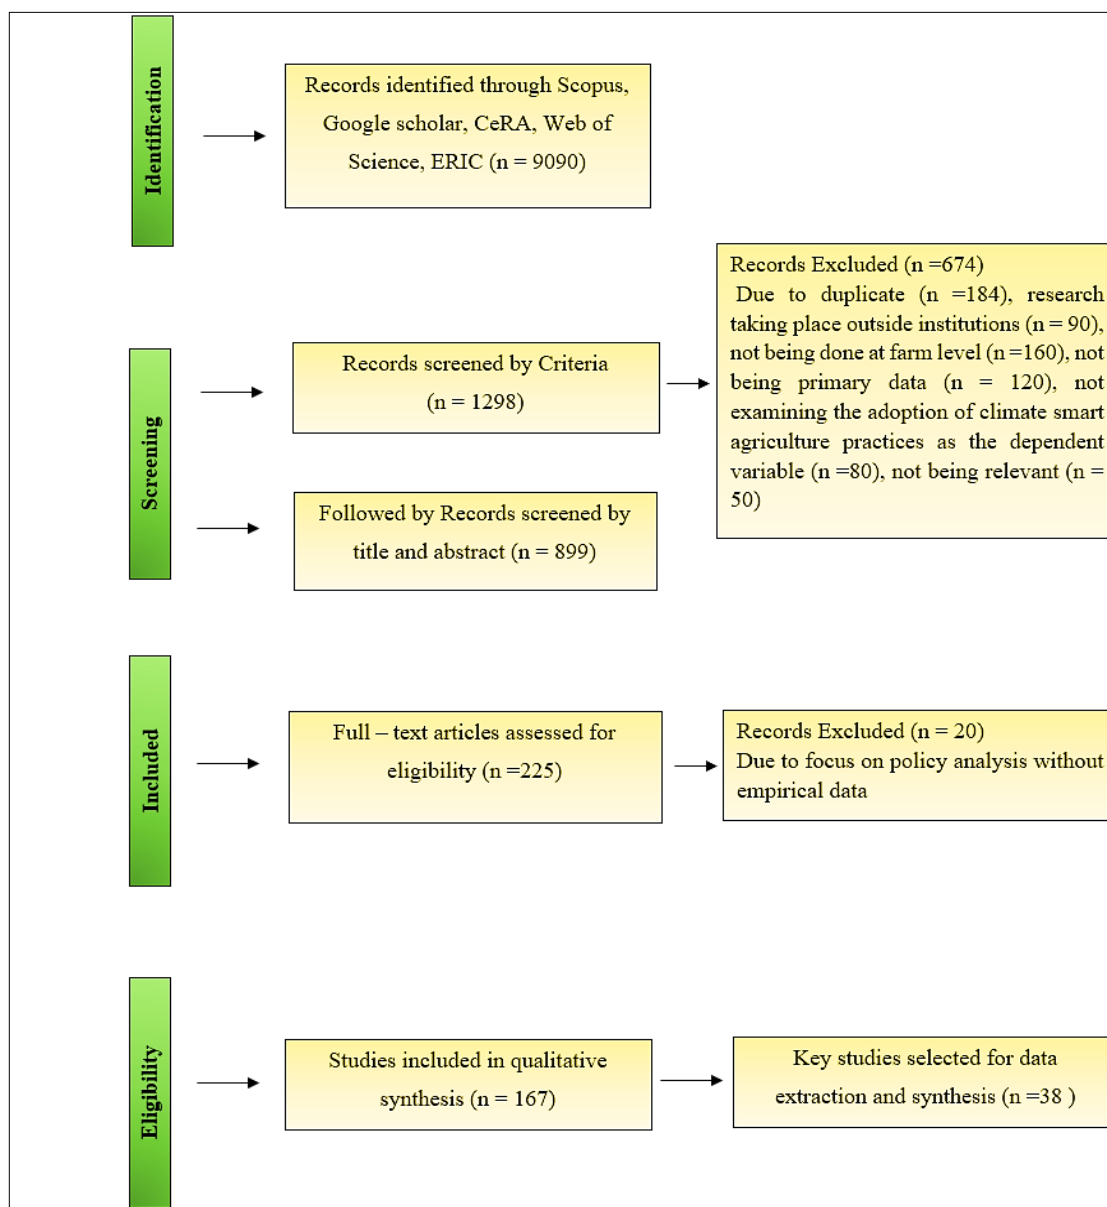 Identification
Records identified through Scopus,
Google scholar, CeRA, Web of
Science, ERIC (n = 9090)
Screening
Records screened by Criteria
(n = 1298)
Records Excluded (n =674)
Due to duplicate (n =184), research
taking place outside institutions (n = 90),
not being done at farm level (n =160), not
being primary data (n = 120), not
examining the adoption of climate smart
agriculture practices as the dependent
variable (n =80), not being relevant (n =
50)
Followed by Records screened by
title and abstract (n = 899)
Included
Full – text articles assessed for
eligibility (n =225)
Records Excluded (n = 20)
Due to focus on policy analysis without
empirical data
Eligibility
Studies included in qualitative
synthesis (n = 167)
Key studies selected for data
extraction and synthesis (n =38 )